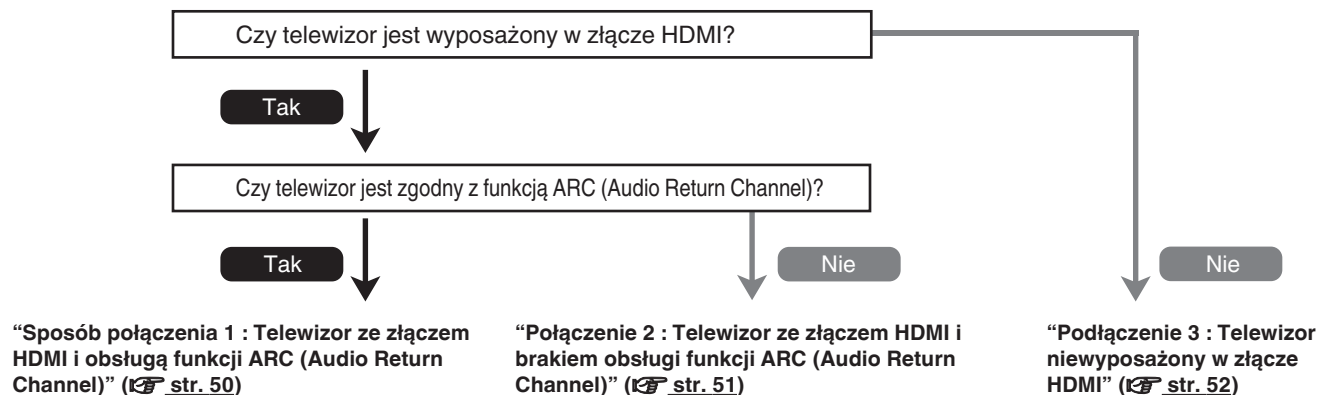 Czy telewizor jest wyposażony w złącze HDMI?
Tak
Czy telewizor jest zgodny z funkcją ARC (Audio Return Channel)?
Tak
Nie
Nie
“Sposób połączenia 1 : Telewizor ze złączem
HDMI i obsługą funkcji ARC (Audio Return
Channel)” (☞ str. 50)
“Połączenie 2 : Telewizor ze złączem HDMI i
brakiem obsługi funkcji ARC (Audio Return
Channel)” (☞ str. 51)
“Podłączenie 3 : Telewizor
niewyposażony w złącze
HDMI” (☞ str. 52)